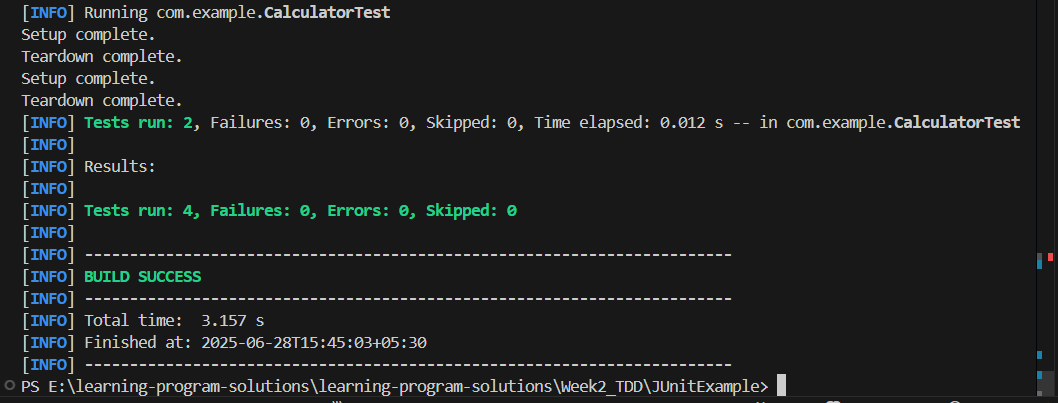 [INFO] Running com.example.CalculatorTest
Setup complete.
Teardown complete.
Setup complete.
Teardown complete.
[INFO] Tests run: 2, Failures: 0, Errors: 0, Skipped: 0, Time elapsed: 0.012 s -- in com.example.CalculatorTest
[INFO]
[INFO] Results:
[INFO]
[INFO] Tests run: 4, Failures: 0, Errors: 0, Skipped: 0
[INFO]
[INFO] ------------------------------------------------------------------------
[INFO] BUILD SUCCESS
[INFO] ------------------------------------------------------------------------
[INFO] Total time:  3.157 s
[INFO] Finished at: 2025-06-28T15:45:03+05:30
[INFO] ------------------------------------------------------------------------
PS E:\learning-program-solutions\learning-program-solutions\Week2_TDD\JUnitExample>